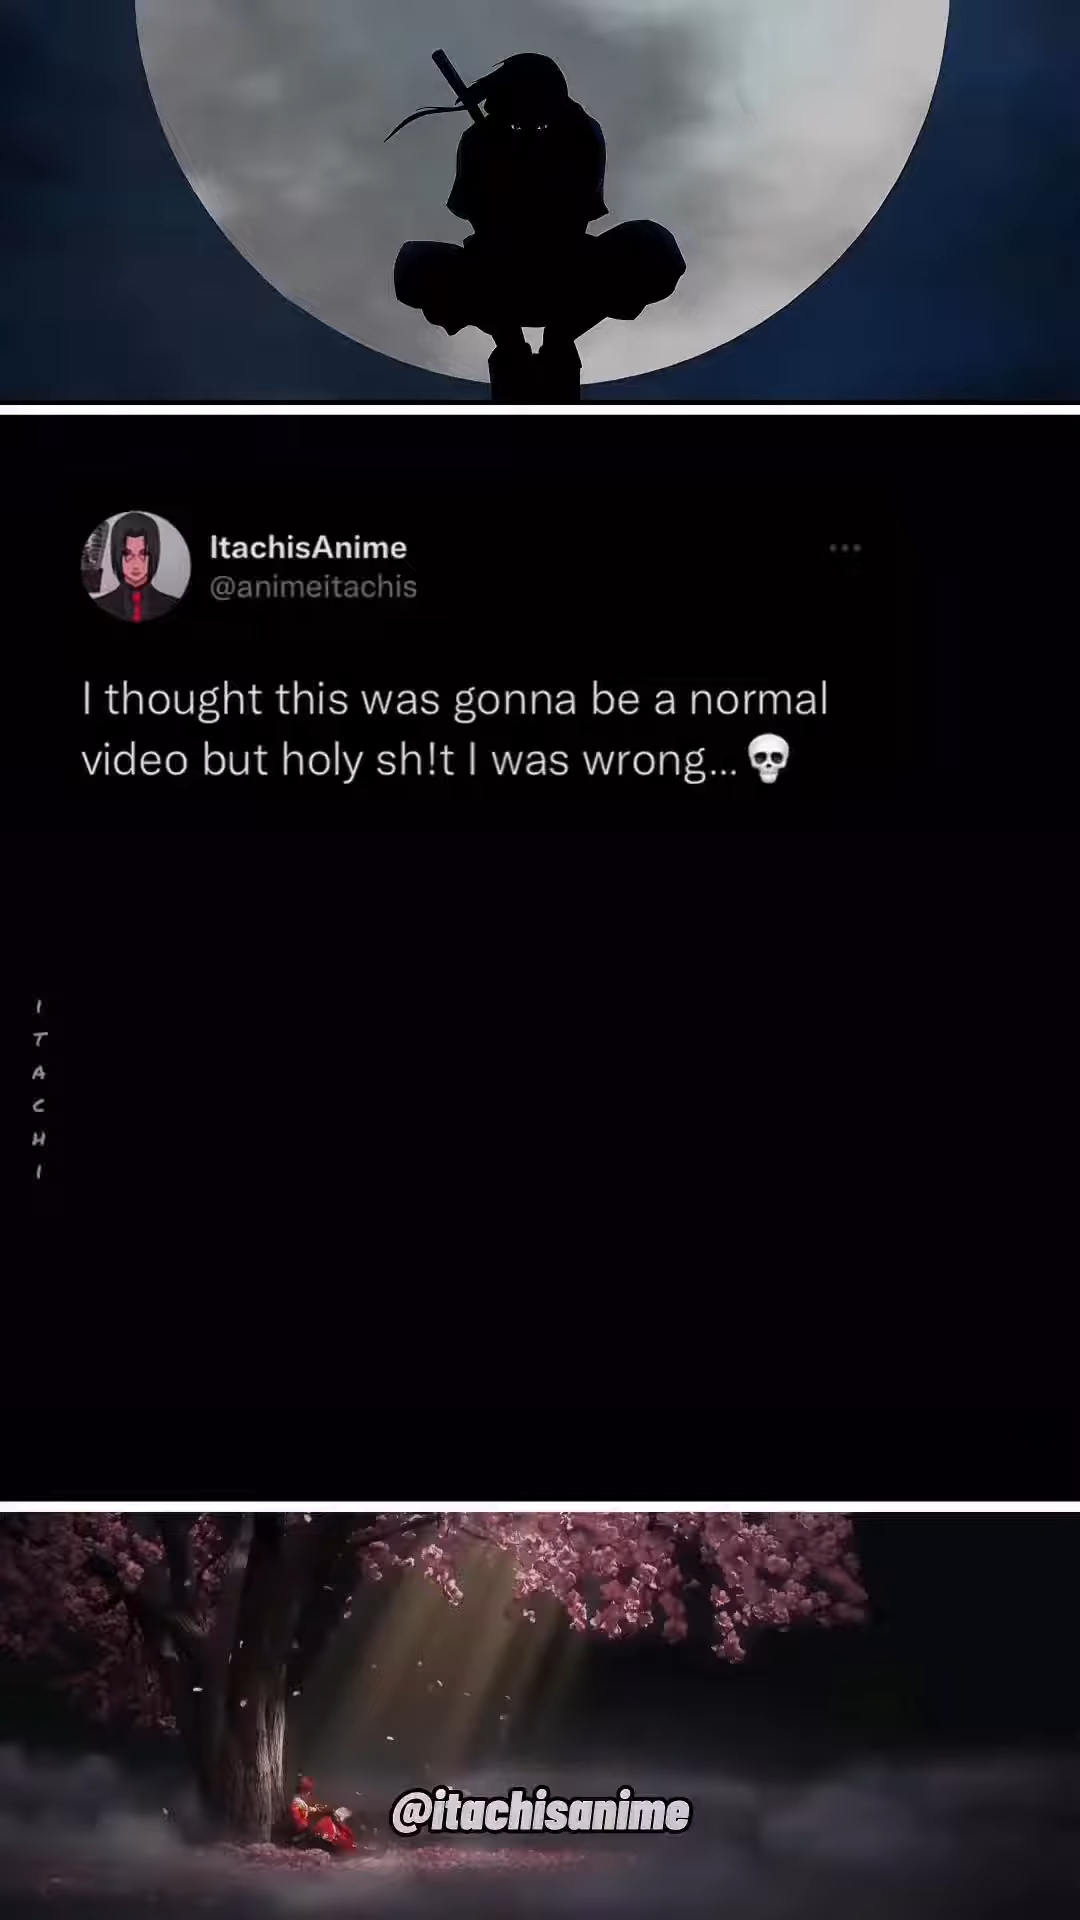 ItachisAnime
@animeitachis
I thought this was gonna be a normal
video but holy sh!t I was wrong...💀
I
T
A
C
H
I
@itachisanime